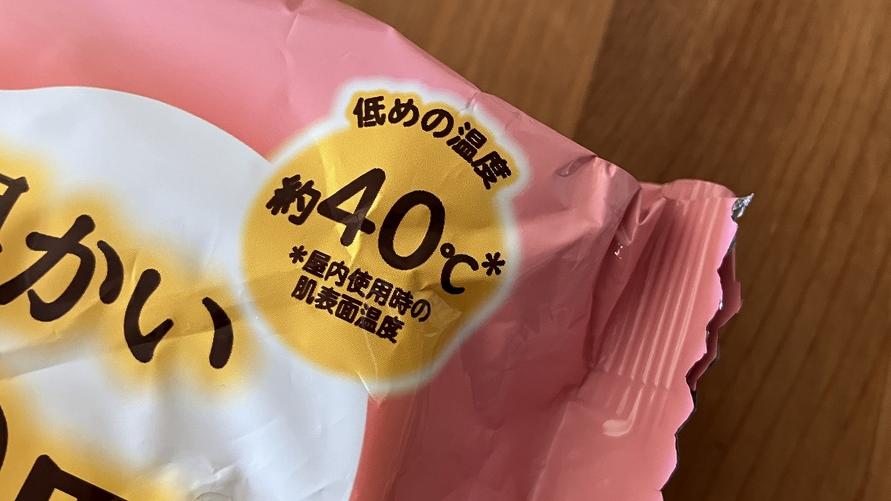 低めの温度
約40℃*
*屋内使用時の
肌表面温度
かい